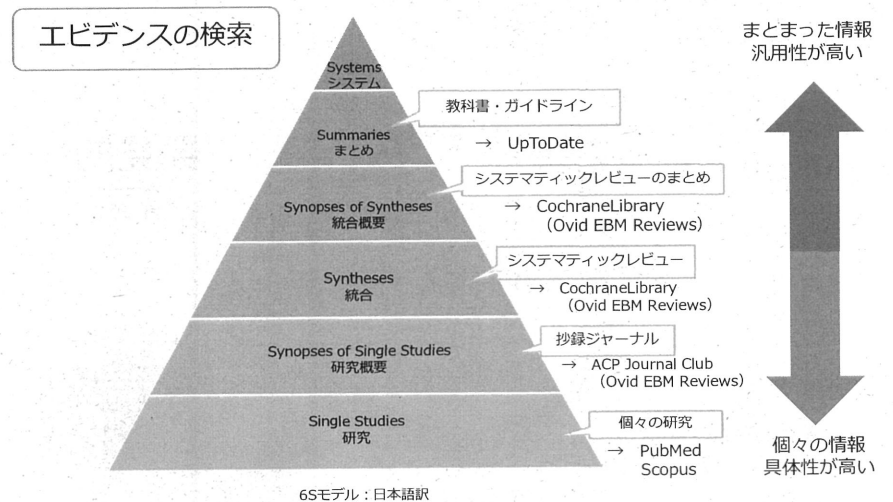 エビデンスの検索
まとまった情報
汎用性が高い
Systems
システム
教科書・ガイドライン
Summaries
まとめ
→ UpToDate
システマティックレビューのまとめ
Synopses of Syntheses
統合概要
→ CochraneLibrary
（Ovid EBM Reviews）
システマティックレビュー
Syntheses
統合
→ CochraneLibrary
（Ovid EBM Reviews）
抄録ジャーナル
Synopses of Single Studies
研究概要
→ ACP Journal Club
（Ovid EBM Reviews）
個々の研究
Single Studies
研究
→ PubMed
Scopus
個々の情報
具体性が高い
6Sモデル：日本語訳